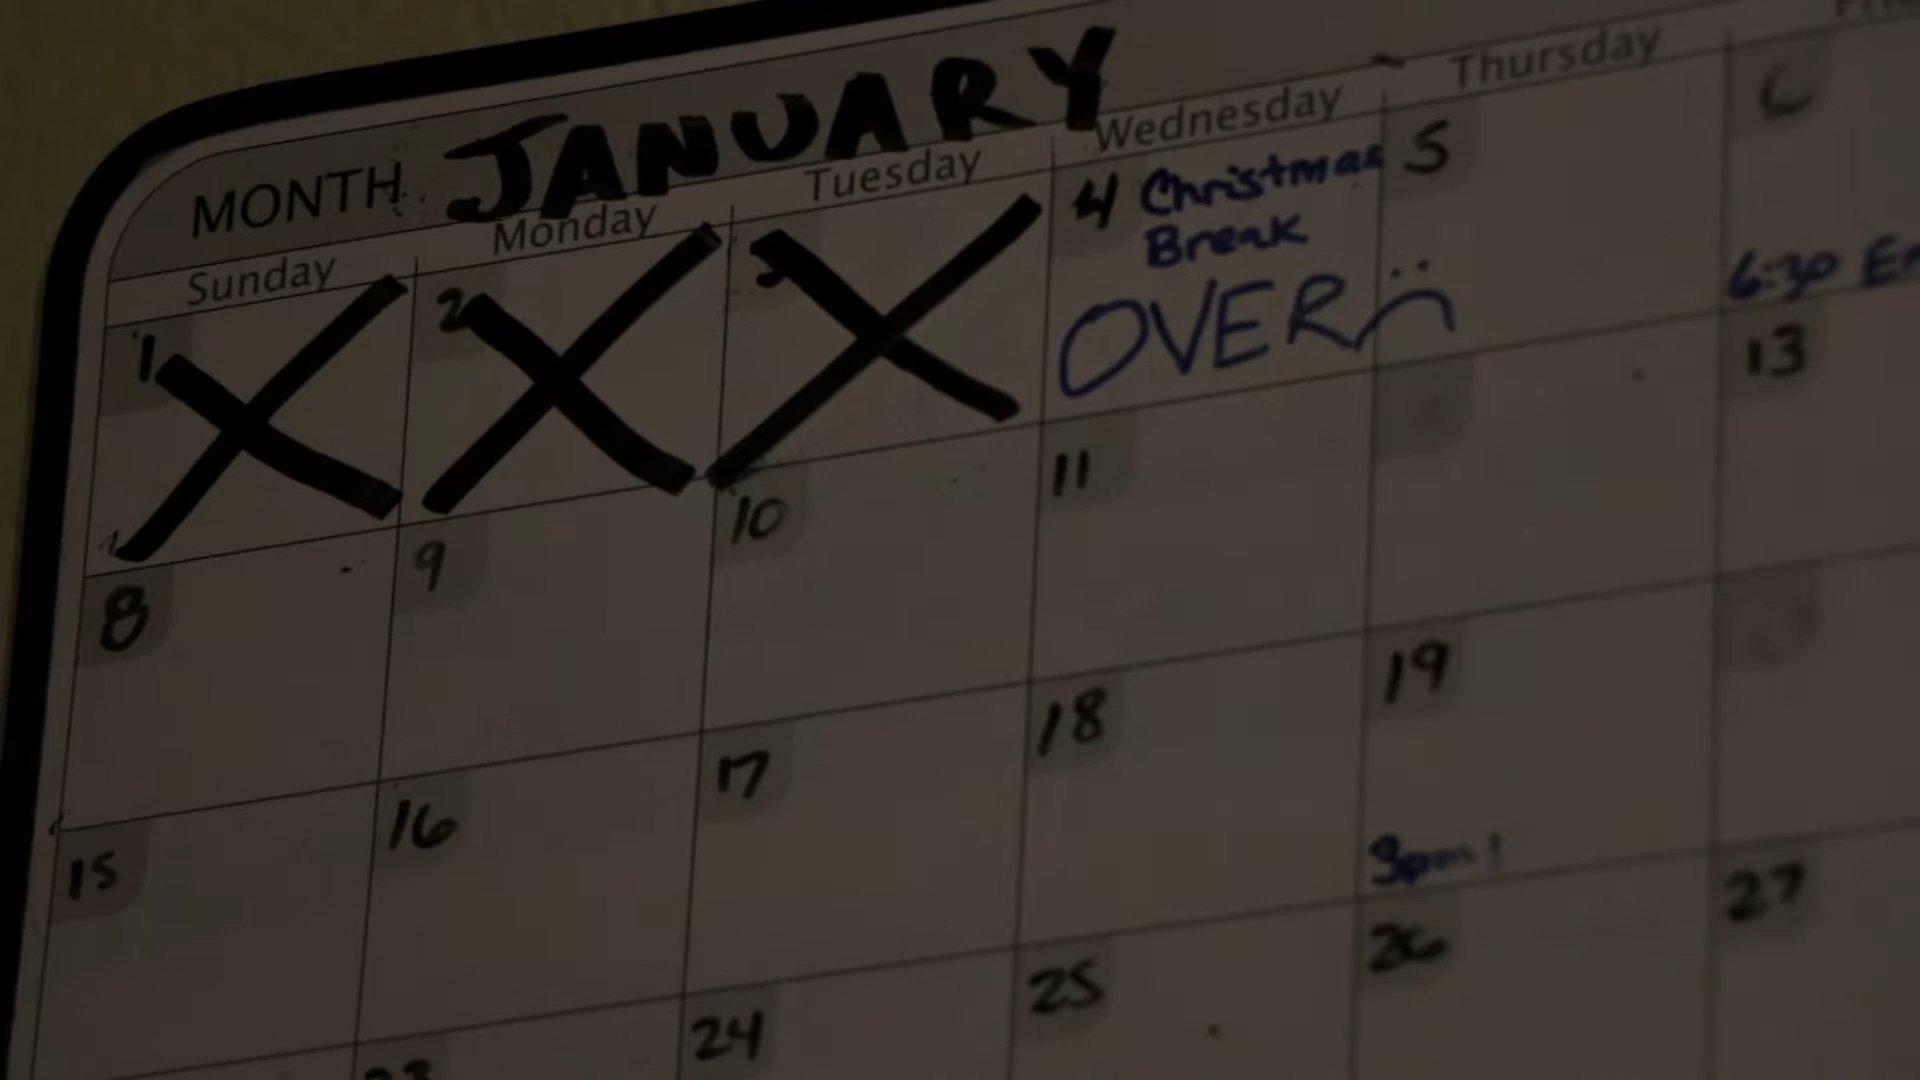 MONTH JANUARY
Sunday Monday Tuesday Wednesday Thursday
1 2 3 4 Christmas Break OVER 5 6
6:30
8 9 10 11 13
15 16 17 18 19
3pm!
24 25 26 27